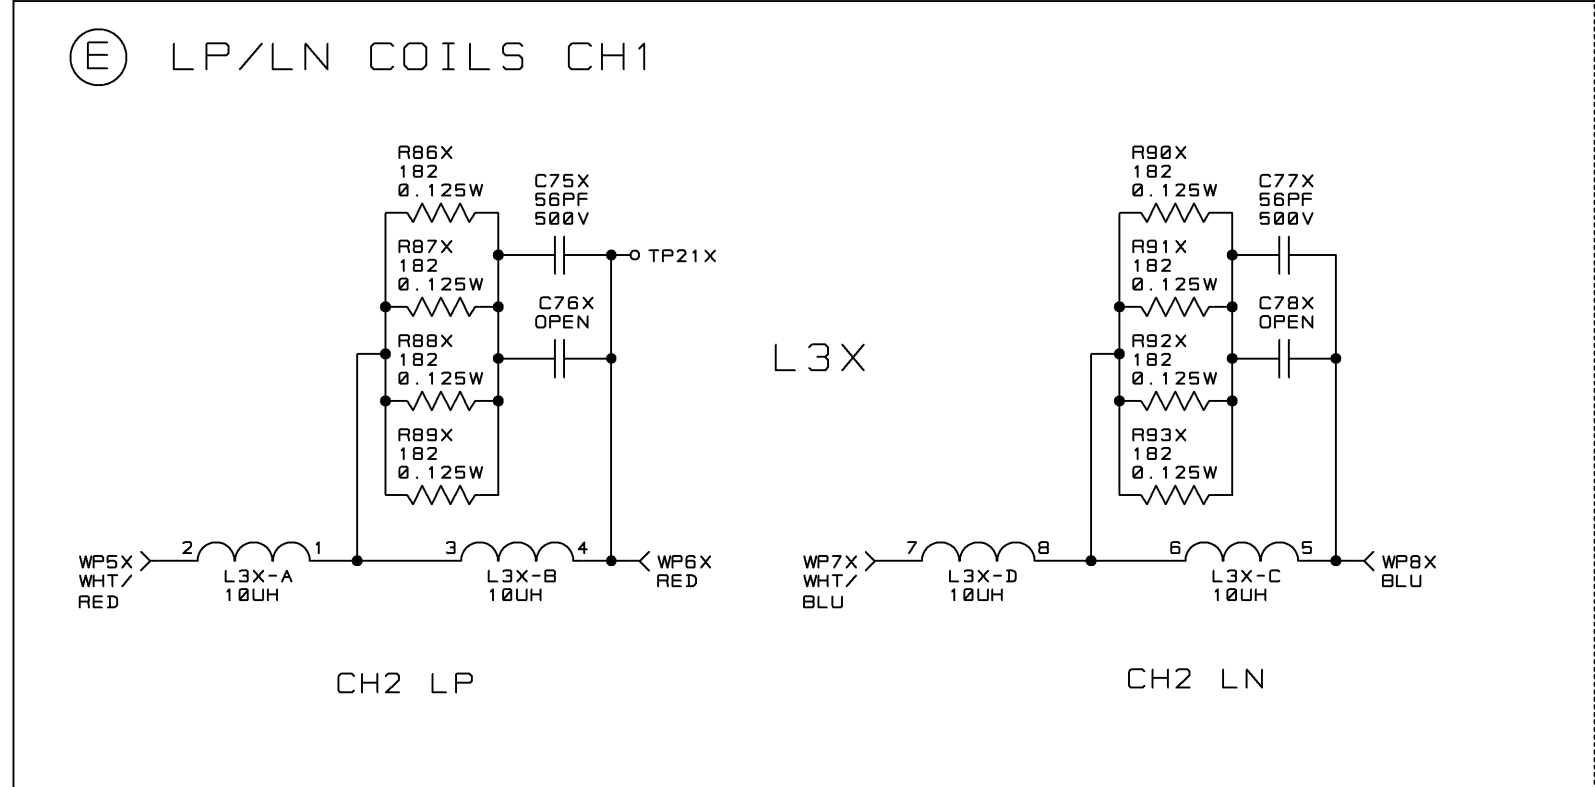 E LP/LN COILS CH1
R86X
182
0.125W
C75X
56PF
500V
TP21X
R87X
182
0.125W
C76X
OPEN
R88X
182
0.125W
R89X
182
0.125W
WP5X
WHT/
RED
2
1
L3X-A
10UH
3
4
L3X-B
10UH
WP6X
RED
CH2 LP
L3X
R90X
182
0.125W
C77X
56PF
500V
R91X
182
0.125W
C78X
OPEN
R92X
182
0.125W
R93X
182
0.125W
WP7X
WHT/
BLU
7
8
L3X-D
10UH
6
5
L3X-C
10UH
WP8X
BLU
CH2 LN